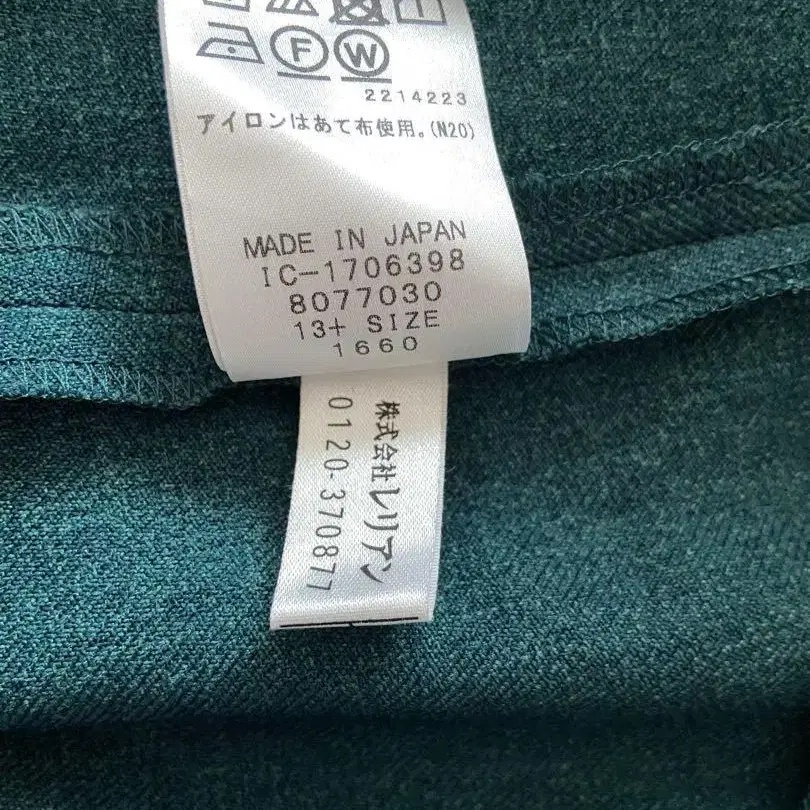 F W
2214223
アイロンはあて布使用。(N20)
MADE IN JAPAN
IC-1706398
8077030
13+ SIZE
1660
株式会社レリアン
0120-370877